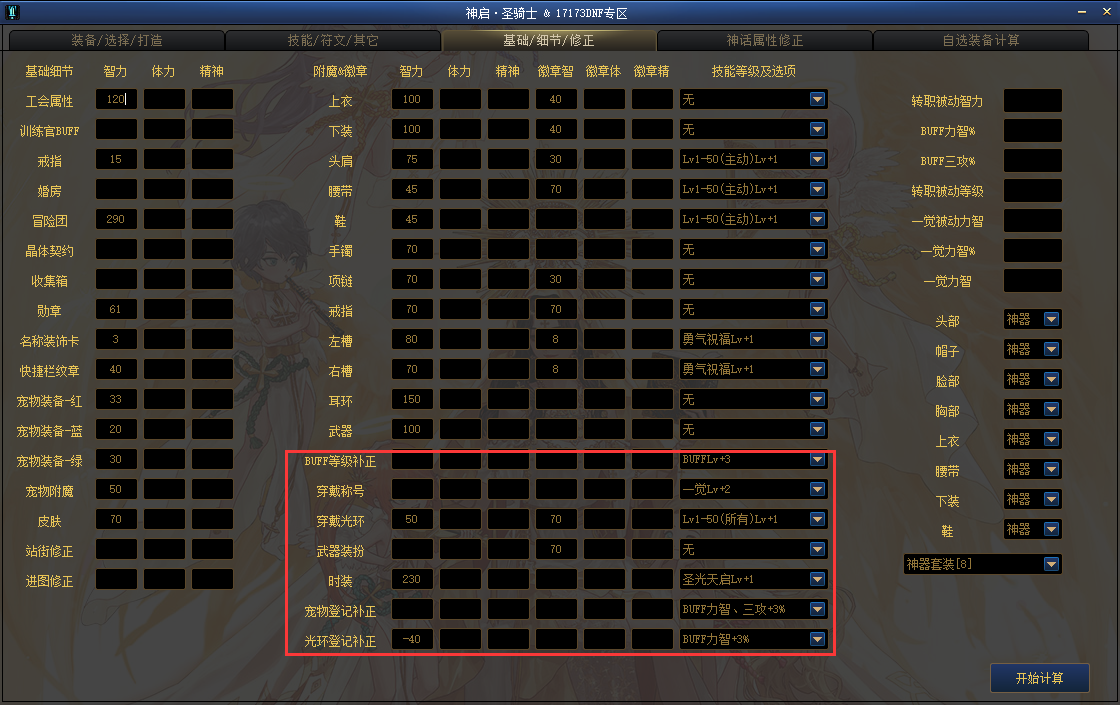 神启·圣骑士 & 17173DNF专区
装备/选择/打造 技能/符文/其它 基础/细节/修正 神话属性修正 自选装备计算
基础细节 智力 体力 精神 附魔&徽章 智力 体力 精神 徽章智 徽章体 徽章精 技能等级及选项
工会属性 120 上衣 100 40 无 转职被动智力
训练官BUFF 下装 100 40 无 BUFF力智%
戒指 15 头肩 75 30 Lv1-50(主动)Lv+1 BUFF三攻%
婚房 腰带 45 70 Lv1-50(主动)Lv+1 转职被动等级
冒险团 290 鞋 45 Lv1-50(主动)Lv+1 一觉被动力智
晶体契约 手镯 70 无 一觉力智%
收集箱 项链 70 30 无 一觉力智
勋章 61 戒指 70 70 无 头部 神器
名称装饰卡 3 左槽 80 8 勇气祝福Lv+1 帽子 神器
快捷栏纹章 40 右槽 70 8 勇气祝福Lv+1 脸部 神器
宠物装备-红 33 耳环 150 无 胸部 神器
宠物装备-蓝 20 武器 100 无 上衣 神器
宠物装备-绿 30 BUFF等级补正 BUFFLv+3 腰带 神器
宠物附魔 50 穿戴称号 一觉Lv+2 下装 神器
皮肤 70 穿戴光环 50 70 Lv1-50(所有)Lv+1 鞋 神器
站街修正 武器装扮 70 无 神器套装[8]
进图修正 时装 230 圣光天启Lv+1
宠物登记补正 BUFF力智、三攻+3%
光环登记补正 -40 BUFF力智+3%
开始计算